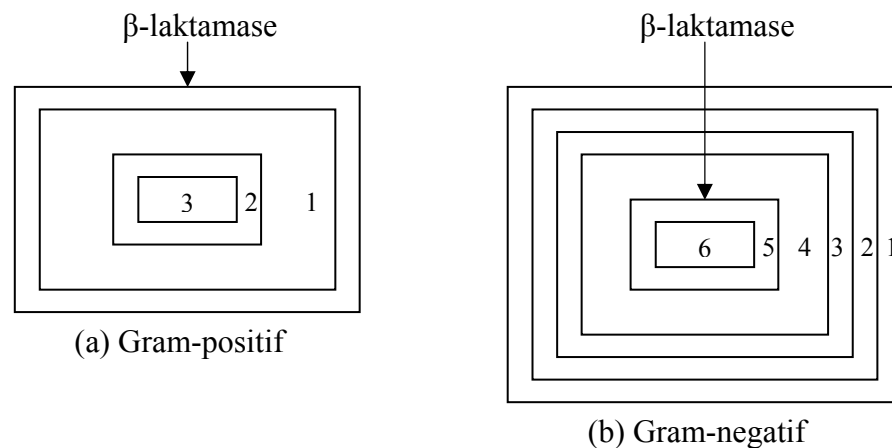 β-laktamase
3 2 1
(a) Gram-positif
β-laktamase
6 5 4 3 2 1
(b) Gram-negatif